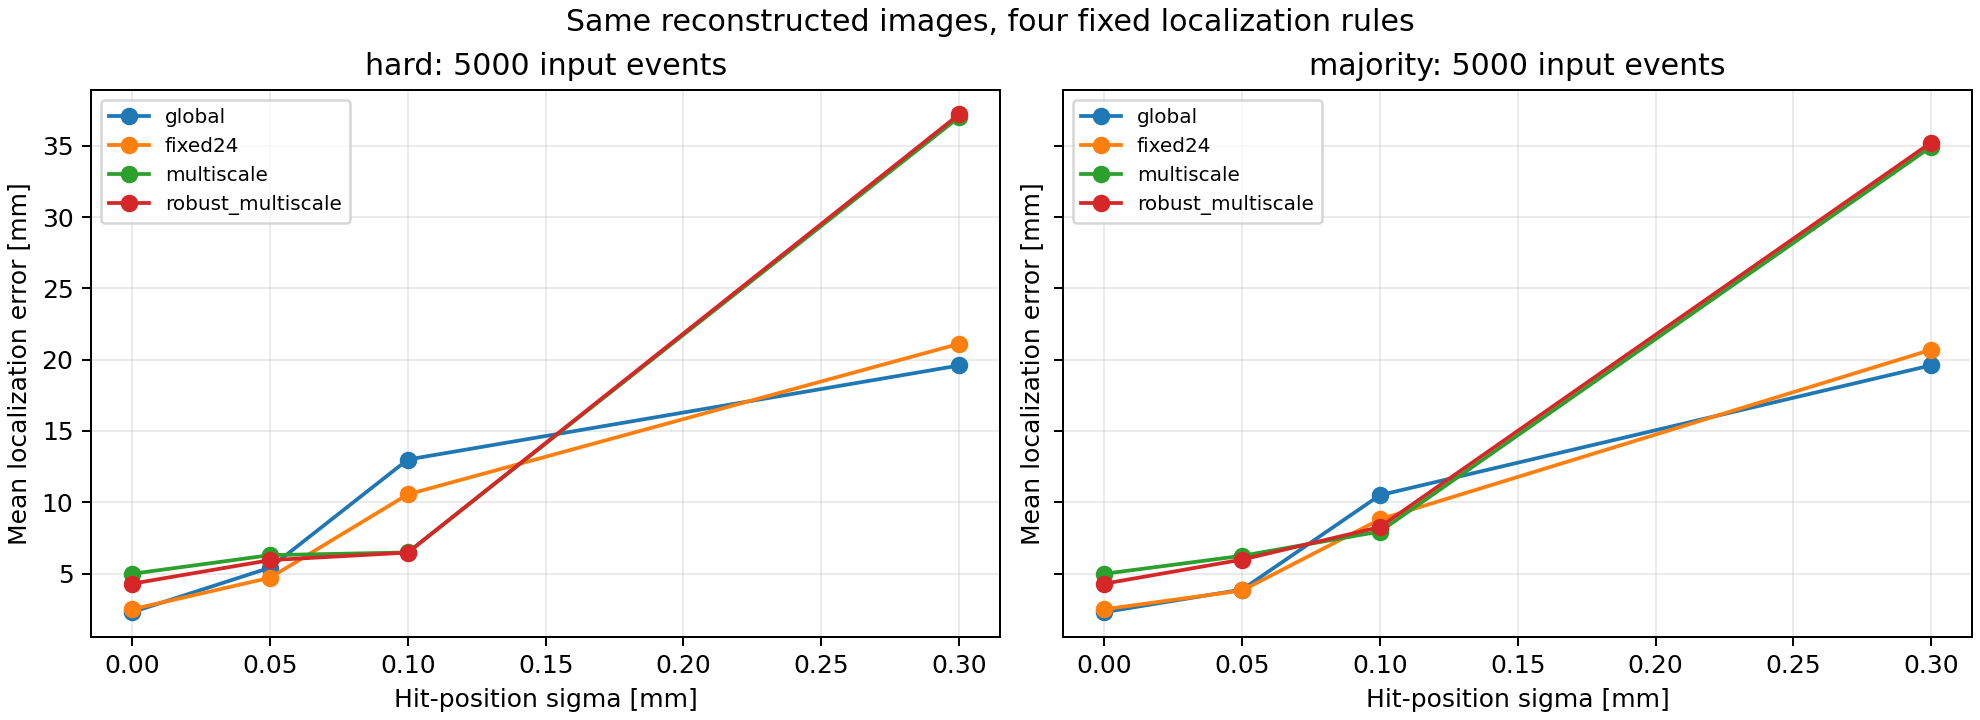 Same reconstructed images, four fixed localization rules
hard: 5000 input events
Mean localization error [mm]
35
30
25
20
15
10
5
global
fixed24
multiscale
robust_multiscale
0.00
0.05
0.10
0.15
0.20
0.25
0.30
Hit-position sigma [mm]
majority: 5000 input events
Mean localization error [mm]
global
fixed24
multiscale
robust_multiscale
0.00
0.05
0.10
0.15
0.20
0.25
0.30
Hit-position sigma [mm]